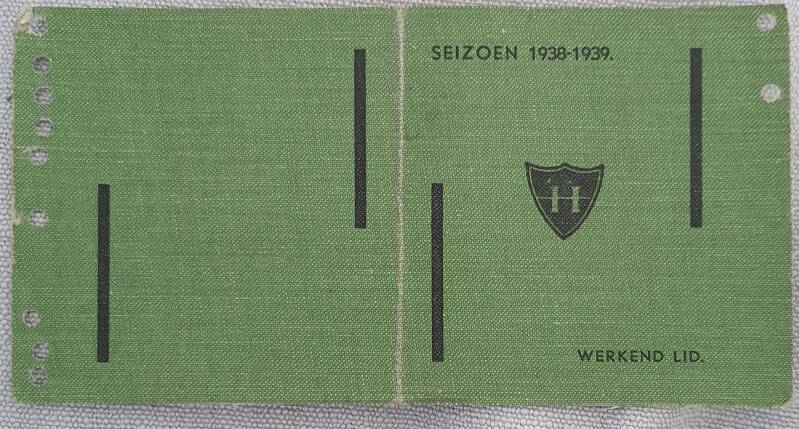 SEIZOEN 1938-1939.
H
WERKEND LID.